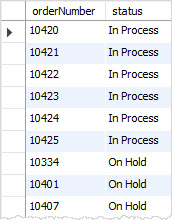 orderNumber status
10420 In Process
10421 In Process
10422 In Process
10423 In Process
10424 In Process
10425 In Process
10334 On Hold
10401 On Hold
10407 On Hold